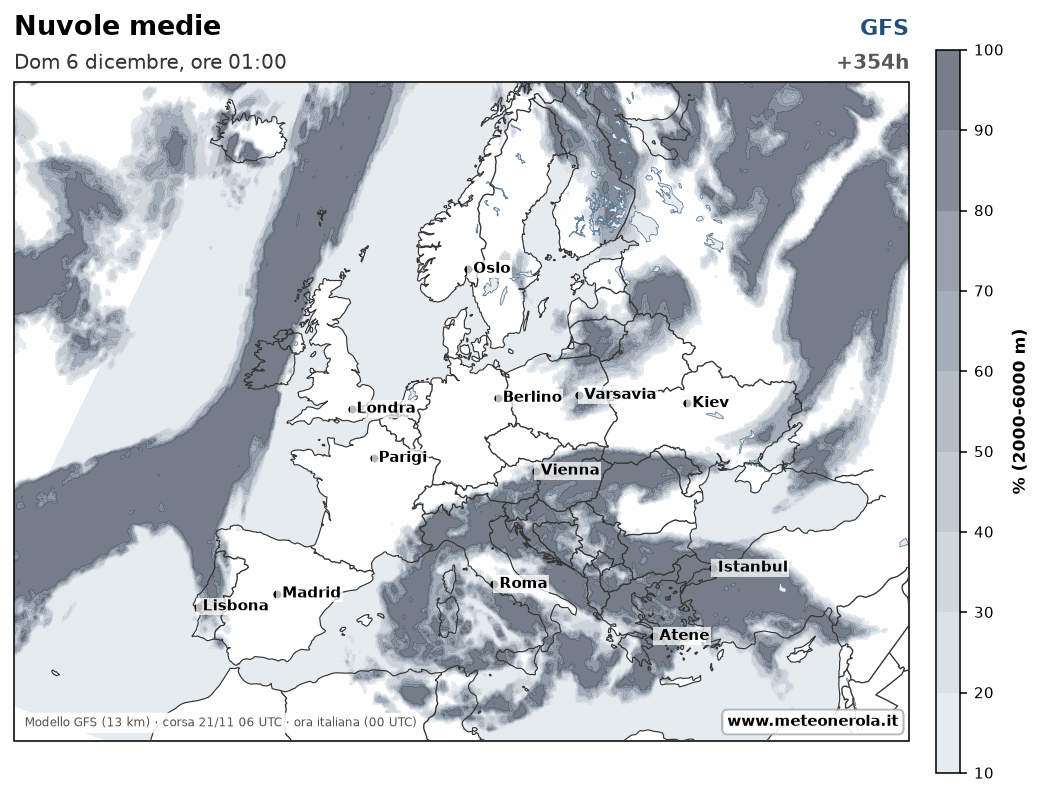 Nuvole medie
GFS
Dom 6 dicembre, ore 01:00
+354h
100
90
80
70
60
50
40
30
20
10
% (2000-6000 m)
Oslo
Berlino
Varsavia
Kiev
Londra
Parigi
Vienna
Istanbul
Roma
Madrid
Lisbona
Atene
Modello GFS (13 km) · corsa 21/11 06 UTC · ora italiana (00 UTC)
www.meteonerola.it